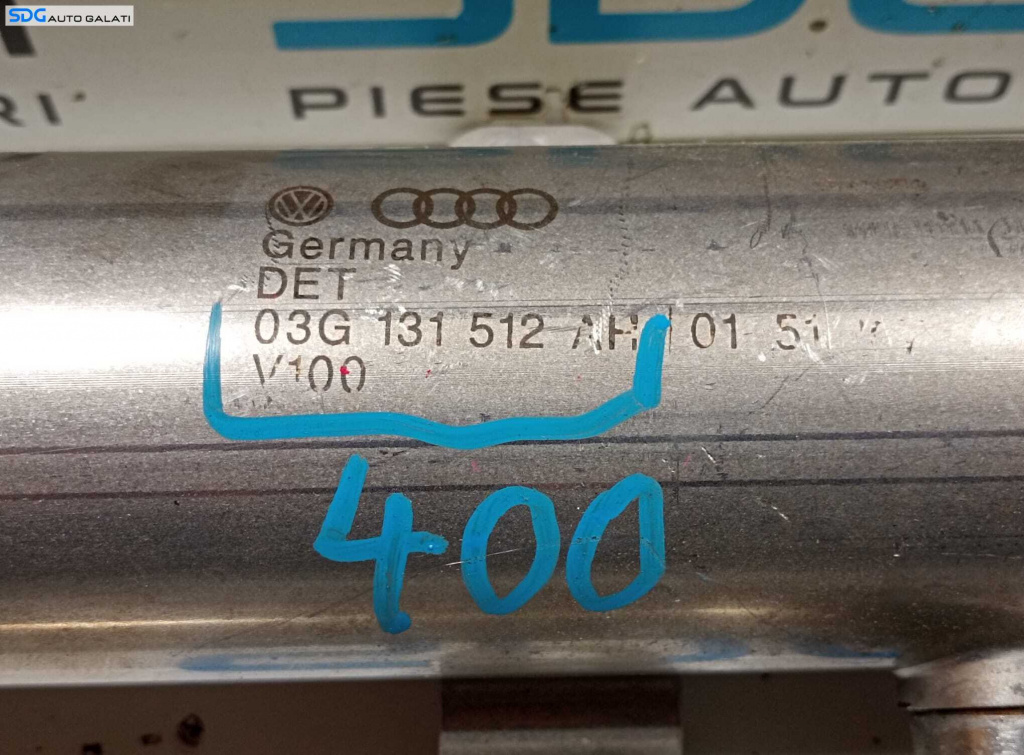 SDG AUTO GALATI
PIESE AUTO
Germany
DET
03G 131 512 AH 01 51
V100
400